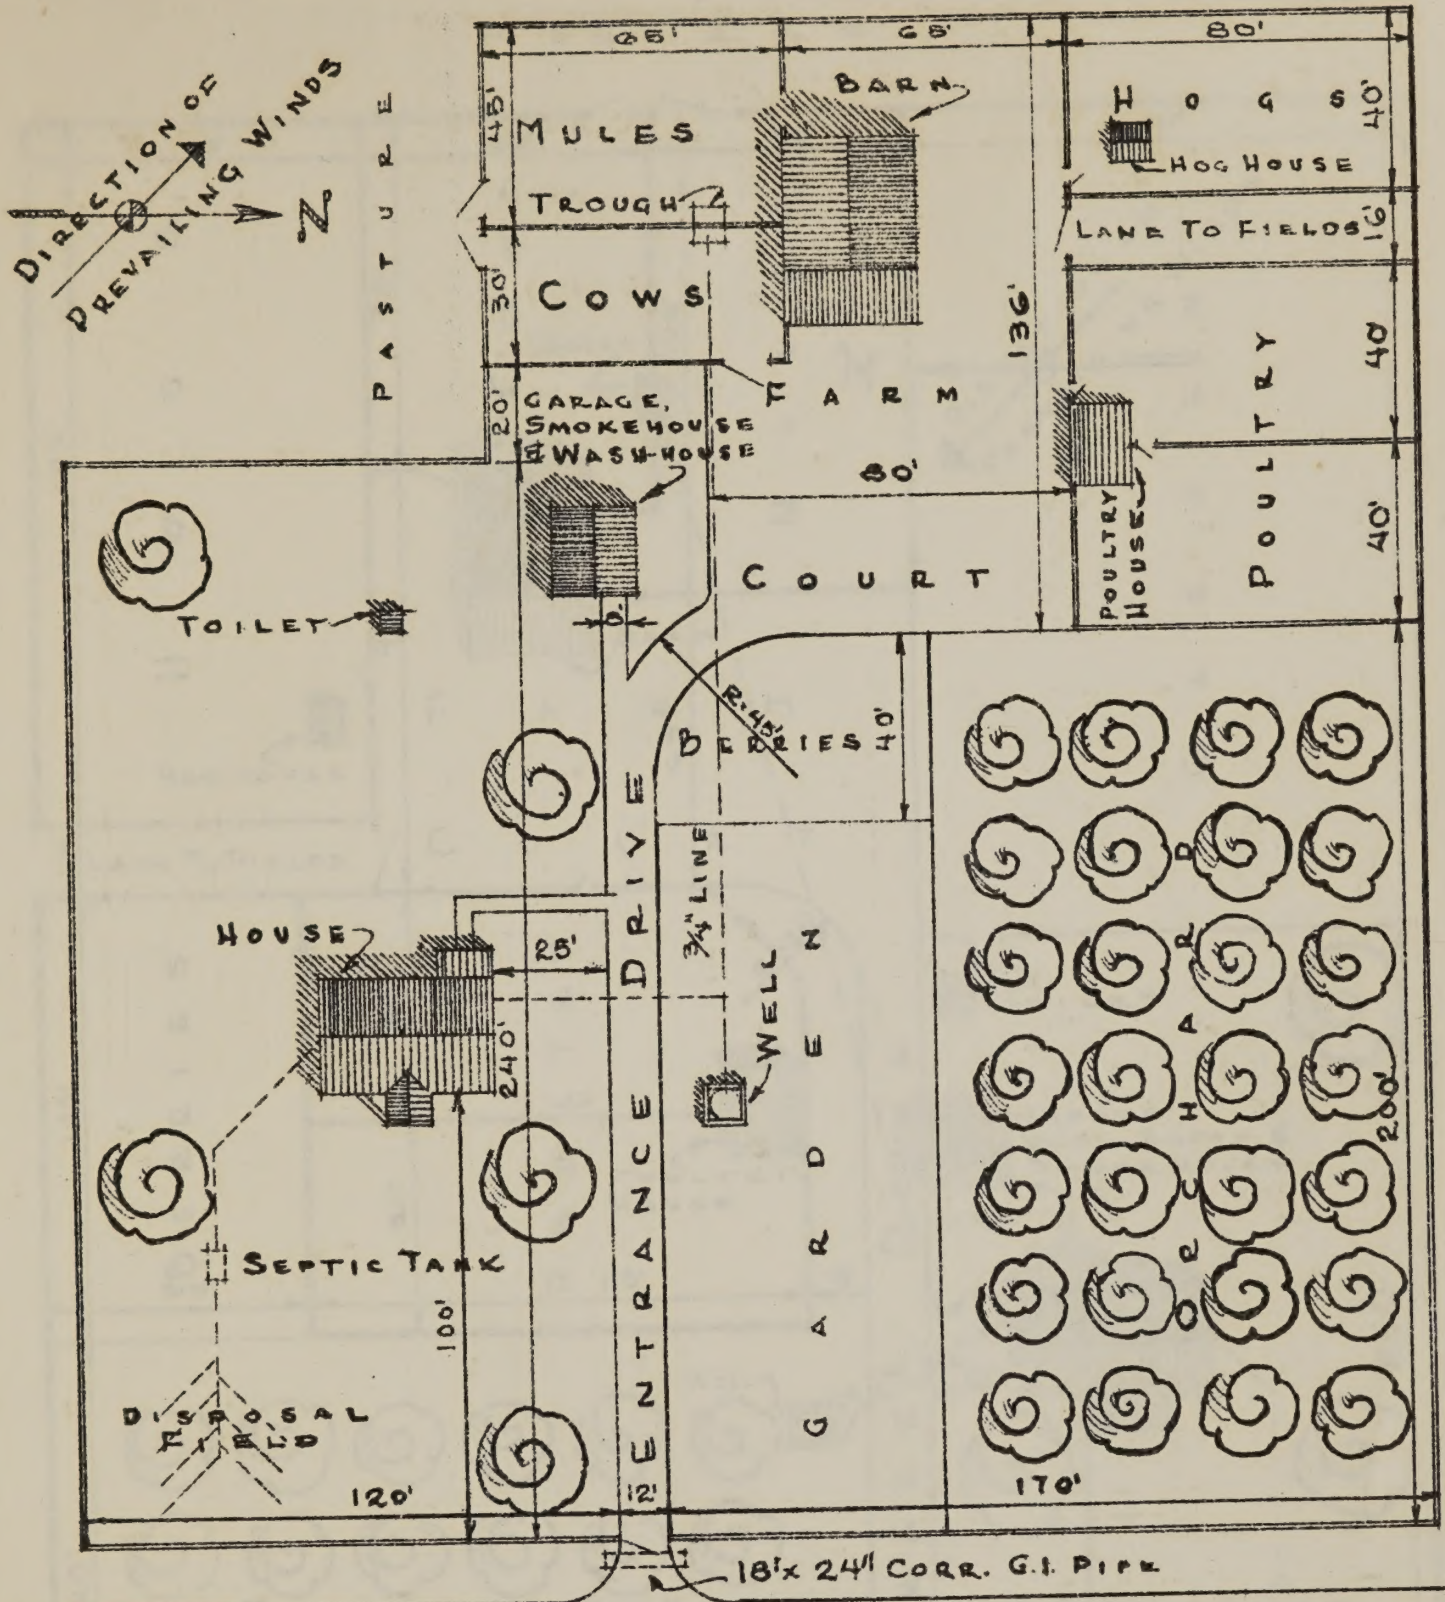 65'
65'
80'
DIRECTION OF
PREVAILING WINDS
N
PASTURE
45'
MULES
BARN
HOGS
40'
HOG HOUSE
TROUGH
LANE TO FIELDS
16'
30'
COWS
136'
40'
POULTRY
20'
GARAGE,
SMOKEHOUSE
& WASH-HOUSE
FARM
COURT
80'
POULTRY
HOUSE
40'
TOILET
8'
R=45'
BERRIES
40'
ENTRANCE DRIVE
3/4" LINE
GARDEN
ORCHARD
HOUSE
25'
WELL
240'
200'
SEPTIC TANK
100'
DISPOSAL
FIELD
120'
12'
170'
18'x 24" CORR. G.I. PIPE